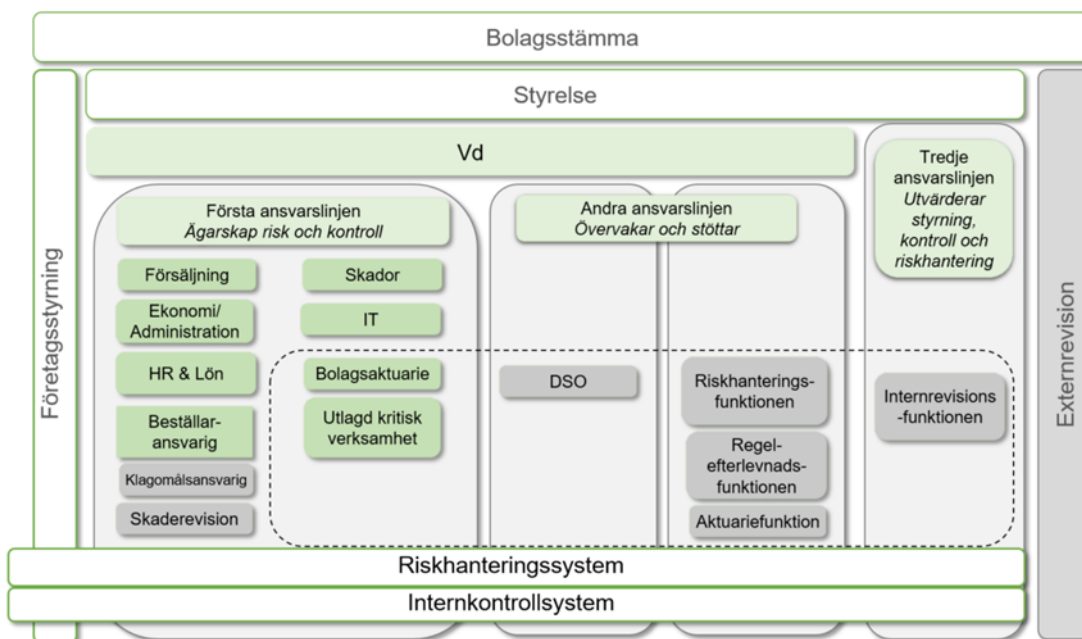 Bolagsstämma
Företagsstyrning
Styrelse
Externrevision
Vd
Tredje
ansvarslinjen
Utvärderar
styrning,
kontroll och
riskhantering
Första ansvarslinjen
Ägarskap risk och kontroll
Andra ansvarslinjen
Övervakar och stöttar
Försäljning
Skador
Ekonomi/
Administration
IT
HR & Lön
Bolagsaktuarie
Beställar-
ansvarig
Utlagd kritisk
verksamhet
Klagomålsansvarig
Skaderevision
DSO
Riskhanterings-
funktionen
Regel-
efterlevnads-
funktionen
Aktuariefunktion
Internrevisions
-funktionen
Riskhanteringssystem
Internkontrollsystem